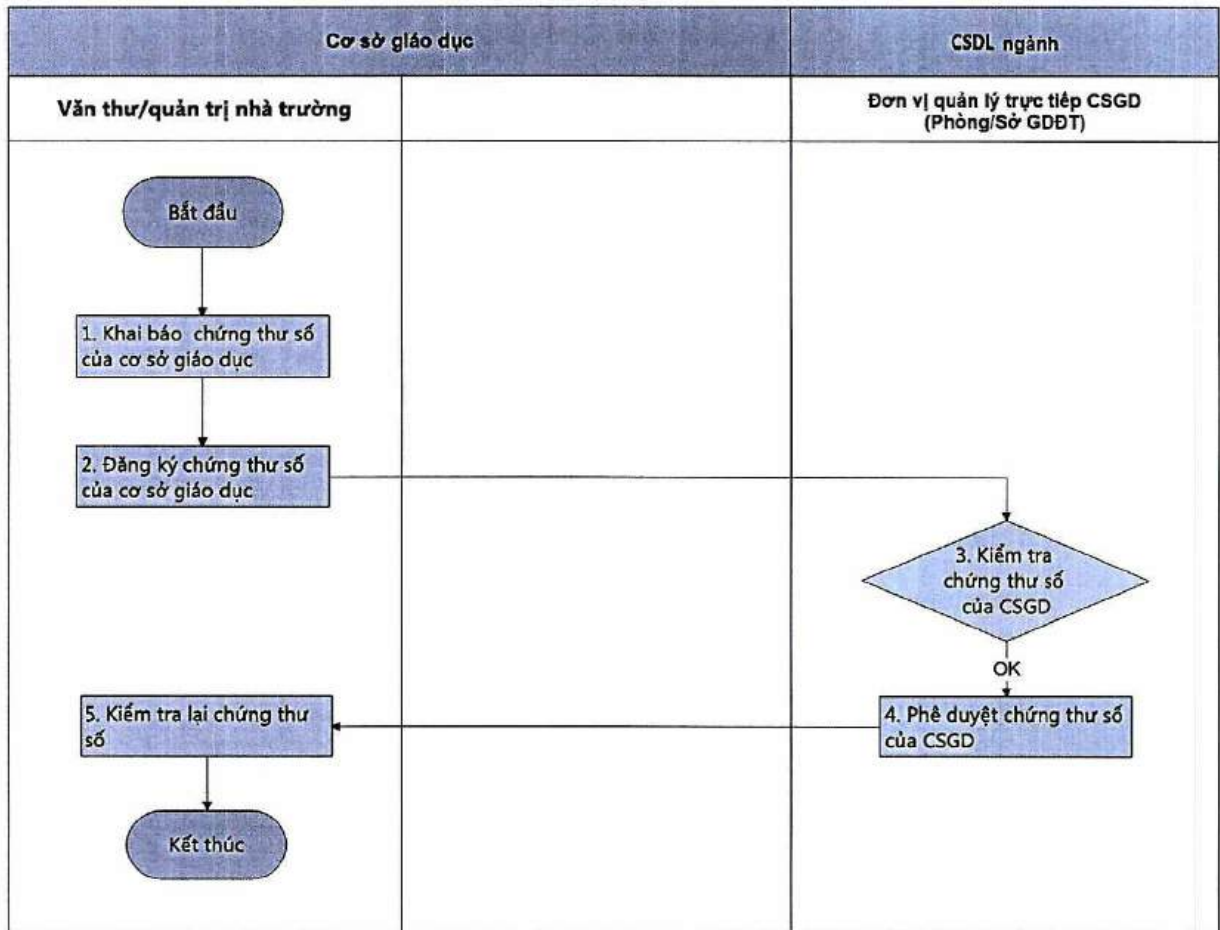 Cơ sở giáo dục
CSDL ngành
Văn thư/quản trị nhà trường
Đơn vị quản lý trực tiếp CSGD
(Phòng/Sở GDĐT)
Bắt đầu
1. Khai báo chứng thư số
của cơ sở giáo dục
2. Đăng ký chứng thư số
của cơ sở giáo dục
3. Kiểm tra
chứng thư số
của CSGD
OK
4. Phê duyệt chứng thư số
của CSGD
5. Kiểm tra lại chứng thư
số
Kết thúc